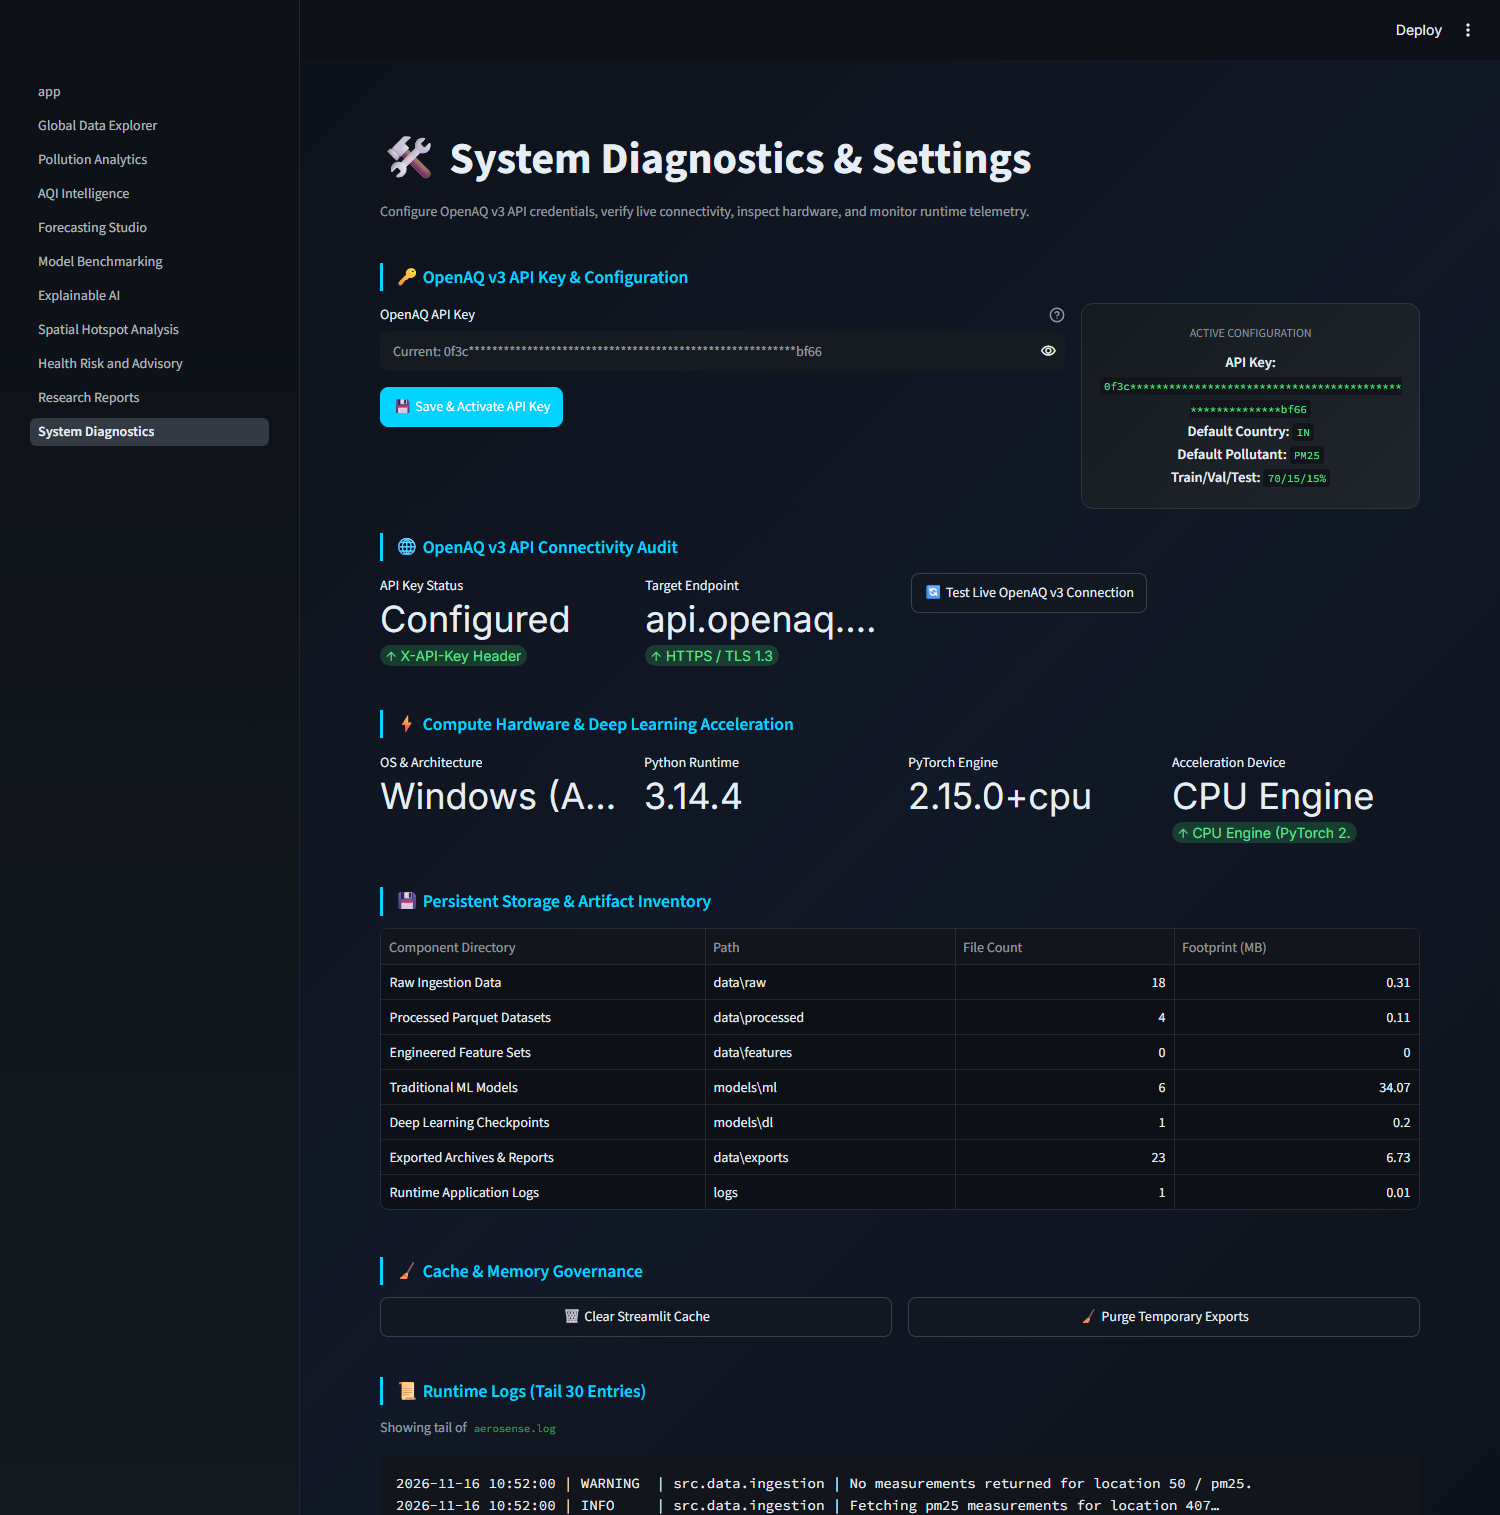 Deploy
app
Global Data Explorer
Pollution Analytics
AQI Intelligence
Forecasting Studio
Model Benchmarking
Explainable AI
Spatial Hotspot Analysis
Health Risk and Advisory
Research Reports
System Diagnostics
System Diagnostics & Settings
Configure OpenAQ v3 API credentials, verify live connectivity, inspect hardware, and monitor runtime telemetry.
OpenAQ v3 API Key & Configuration
OpenAQ API Key
Current: 0f3c********************************************************bf66
Save & Activate API Key
ACTIVE CONFIGURATION
API Key:
0f3c******************************************
**************bf66
Default Country: IN
Default Pollutant: PM25
Train/Val/Test: 70/15/15%
OpenAQ v3 API Connectivity Audit
API Key Status
Configured
↑ X-API-Key Header
Target Endpoint
api.openaq....
↑ HTTPS / TLS 1.3
Test Live OpenAQ v3 Connection
Compute Hardware & Deep Learning Acceleration
OS & Architecture
Windows (A...
Python Runtime
3.14.4
PyTorch Engine
2.15.0+cpu
Acceleration Device
CPU Engine
↑ CPU Engine (PyTorch 2.
Persistent Storage & Artifact Inventory
Component Directory Path File Count Footprint (MB)
Raw Ingestion Data data\raw 18 0.31
Processed Parquet Datasets data\processed 4 0.11
Engineered Feature Sets data\features 0 0
Traditional ML Models models\ml 6 34.07
Deep Learning Checkpoints models\dl 1 0.2
Exported Archives & Reports data\exports 23 6.73
Runtime Application Logs logs 1 0.01
Cache & Memory Governance
Clear Streamlit Cache
Purge Temporary Exports
Runtime Logs (Tail 30 Entries)
Showing tail of aerosense.log
2026-11-16 10:52:00 | WARNING | src.data.ingestion | No measurements returned for location 50 / pm25.
2026-11-16 10:52:00 | INFO | src.data.ingestion | Fetching pm25 measurements for location 407…